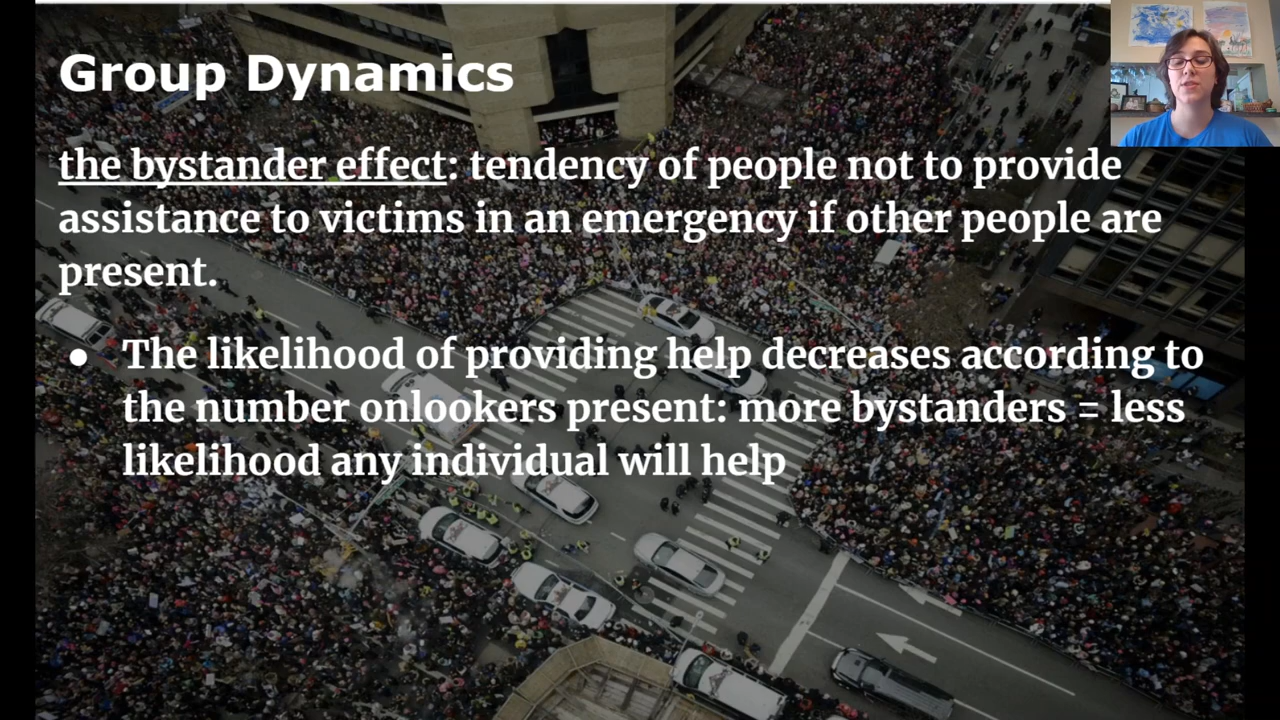 Group Dynamics
the bystander effect: tendency of people not to provide
assistance to victims in an emergency if other people are
present.
● The likelihood of providing help decreases according to
the number onlookers present: more bystanders = less
likelihood any individual will help